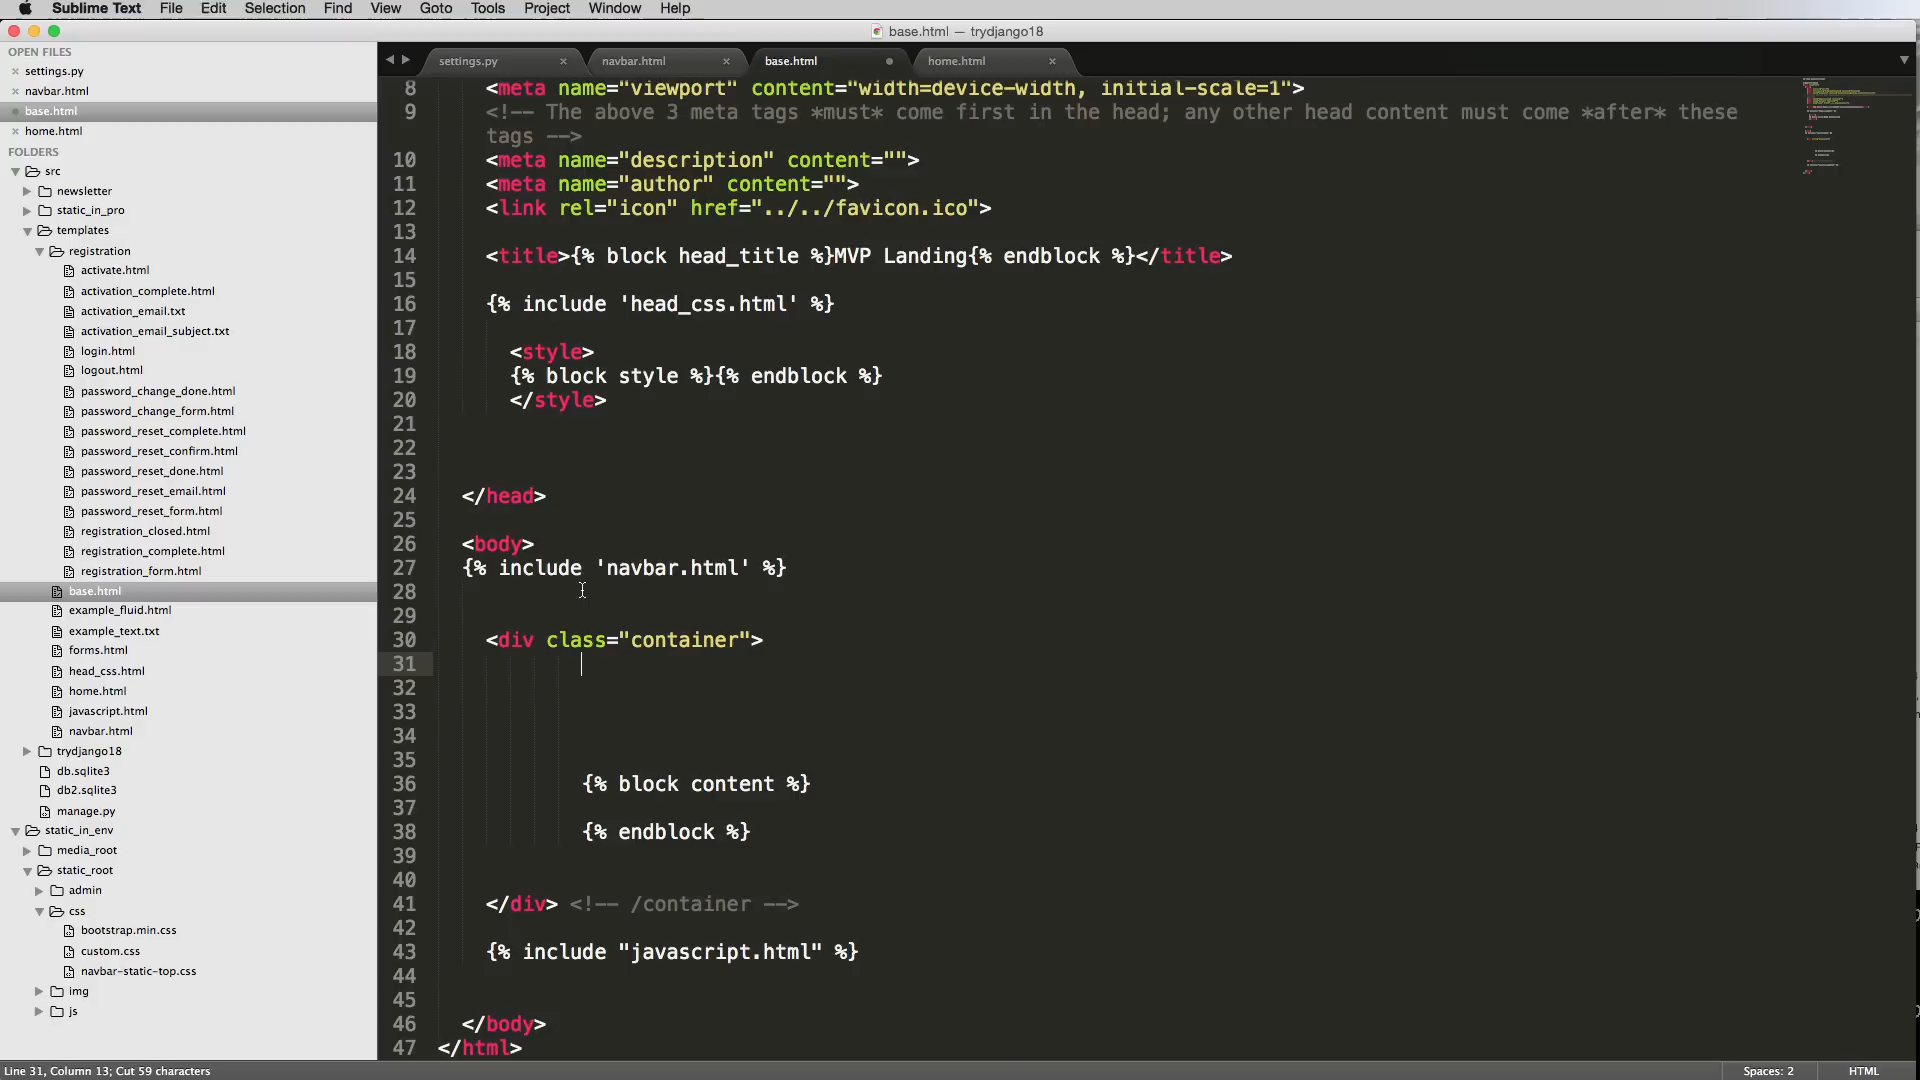 Sublime Text File Edit Selection Find View Goto Tools Project Window Help
base.html — trydjango18
OPEN FILES
settings.py
navbar.html
base.html
home.html
FOLDERS
src
newsletter
static_in_pro
templates
registration
activate.html
activation_complete.html
activation_email.txt
activation_email_subject.txt
login.html
logout.html
password_change_done.html
password_change_form.html
password_reset_complete.html
password_reset_confirm.html
password_reset_done.html
password_reset_email.html
password_reset_form.html
registration_closed.html
registration_complete.html
registration_form.html
base.html
example_fluid.html
example_text.txt
forms.html
head_css.html
home.html
javascript.html
navbar.html
trydjango18
db.sqlite3
db2.sqlite3
manage.py
static_in_env
media_root
static_root
admin
css
bootstrap.min.css
custom.css
navbar-static-top.css
img
js
settings.py navbar.html base.html home.html
8 <meta name="viewport" content="width=device-width, initial-scale=1">
9 <!-- The above 3 meta tags *must* come first in the head; any other head content must come *after* these
tags -->
10 <meta name="description" content="">
11 <meta name="author" content="">
12 <link rel="icon" href="../../favicon.ico">
13
14 <title>{% block head_title %}MVP Landing{% endblock %}</title>
15
16 {% include 'head_css.html' %}
17
18 <style>
19 {% block style %}{% endblock %}
20 </style>
21
22
23
24 </head>
25
26 <body>
27 {% include 'navbar.html' %}
28
29
30 <div class="container">
31
32
33
34
35
36 {% block content %}
37
38 {% endblock %}
39
40
41 </div> <!-- /container -->
42
43 {% include "javascript.html" %}
44
45
46 </body>
47 </html>
Line 31, Column 13; Cut 59 characters Spaces: 2 HTML